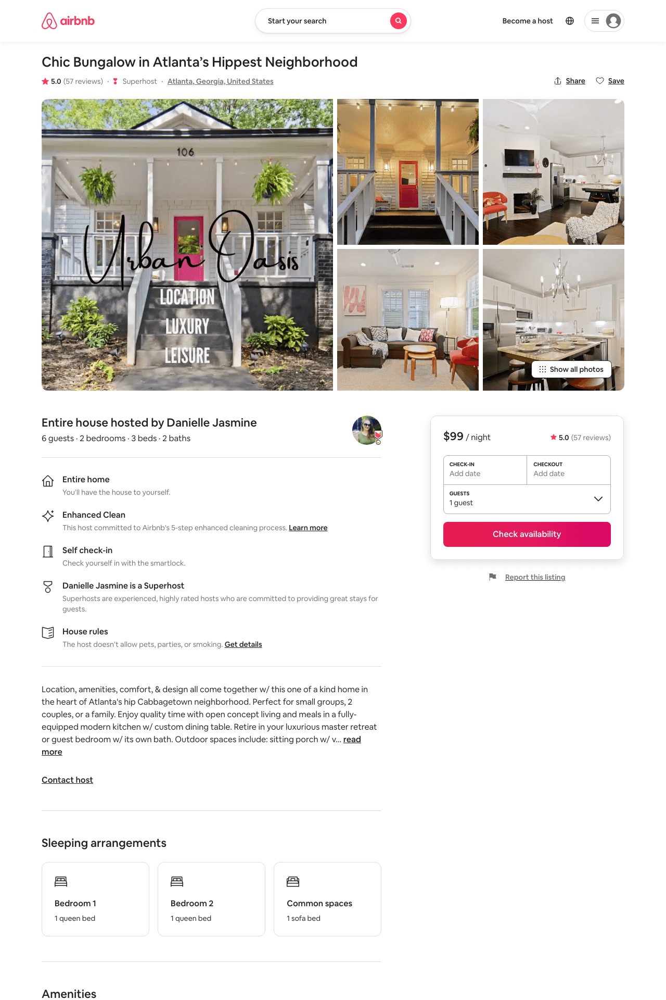 airbnb
Start your search
Become a host
Chic Bungalow in Atlanta’s Hippest Neighborhood
5.0 (57 reviews) · Superhost · Atlanta, Georgia, United States
Share
Save
106
Urban Oasis
LOCATION
LUXURY
LEISURE
Show all photos
Entire house hosted by Danielle Jasmine
6 guests · 2 bedrooms · 3 beds · 2 baths
Entire home
You’ll have the house to yourself.
Enhanced Clean
This host committed to Airbnb's 5-step enhanced cleaning process. Learn more
Self check-in
Check yourself in with the smartlock.
Danielle Jasmine is a Superhost
Superhosts are experienced, highly rated hosts who are committed to providing great stays for
guests.
House rules
The host doesn’t allow pets, parties, or smoking. Get details
$99 / night
5.0 (57 reviews)
CHECK-IN
Add date
CHECKOUT
Add date
GUESTS
1 guest
Check availability
Report this listing
Location, amenities, comfort, & design all come together w/ this one of a kind home in
the heart of Atlanta's hip Cabbagetown neighborhood. Perfect for small groups, 2
couples, or a family. Enjoy quality time with open concept living and meals in a fully-
equipped modern kitchen w/ custom dining table. Retire in your luxurious master retreat
or guest bedroom w/ its own bath. Outdoor spaces include: sitting porch w/ v... read
more
Contact host
Sleeping arrangements
Bedroom 1
1 queen bed
Bedroom 2
1 queen bed
Common spaces
1 sofa bed
Amenities